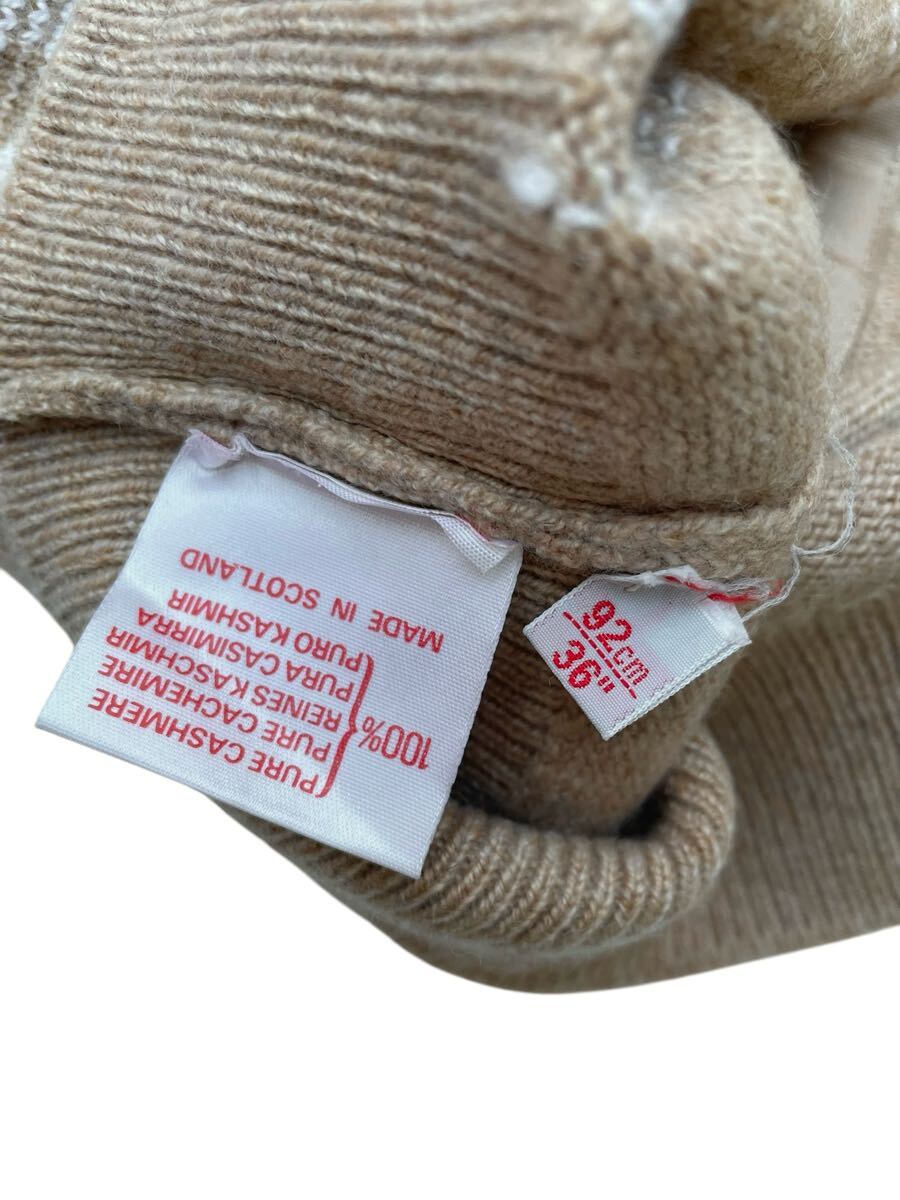 100% { PURE CASHMERE
PURE CACHEMIRE
REINES KASCHMIR
PURA CASIMIRRA
PURO KASHMIR
MADE IN SCOTLAND
92cm
36"